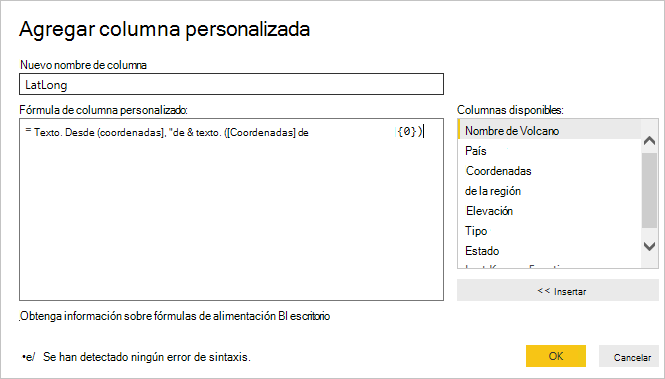 Agregar columna personalizada
Nuevo nombre de columna
LatLong
Fórmula de columna personalizado:
= Texto. Desde (coordenadas], "de & texto. ([Coordenadas] de {0})
Columnas disponibles:
Nombre de Volcano
País
Coordenadas
de la región
Elevación
Tipo
Estado
<< Insertar
Obtenga información sobre fórmulas de alimentación BI escritorio
•e/ Se han detectado ningún error de sintaxis.
OK
Cancelar